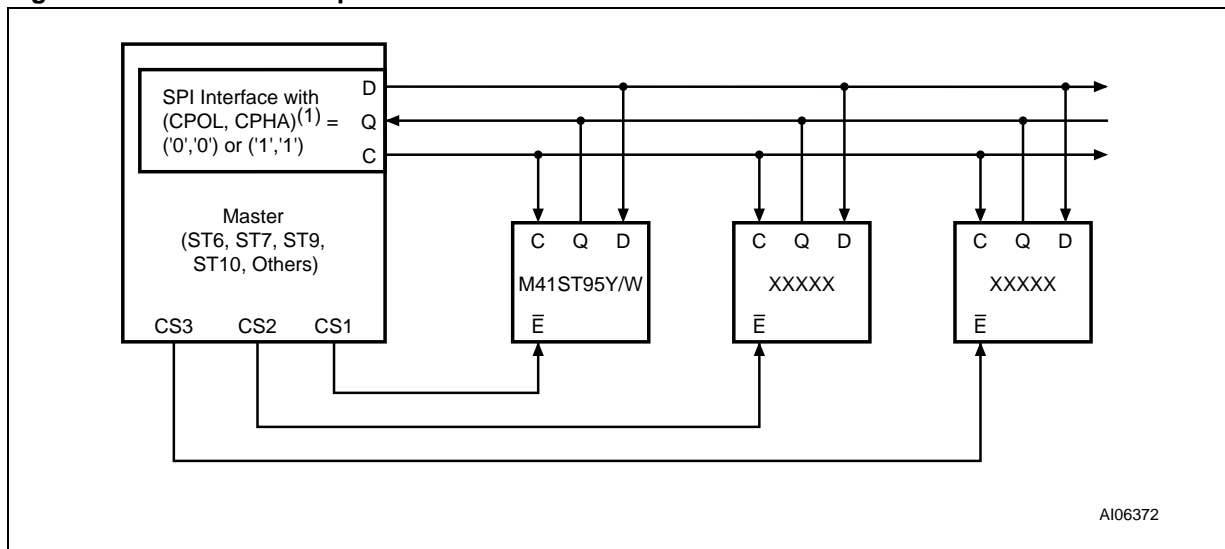 SPI Interface with
(CPOL, CPHA)(1) =
('0','0') or ('1','1')
D
Q
C
Master
(ST6, ST7, ST9,
ST10, Others)
CS3 CS2 CS1
C Q D
M41ST95Y/W
E̅
C Q D
XXXXX
E̅
C Q D
XXXXX
E̅
AI06372